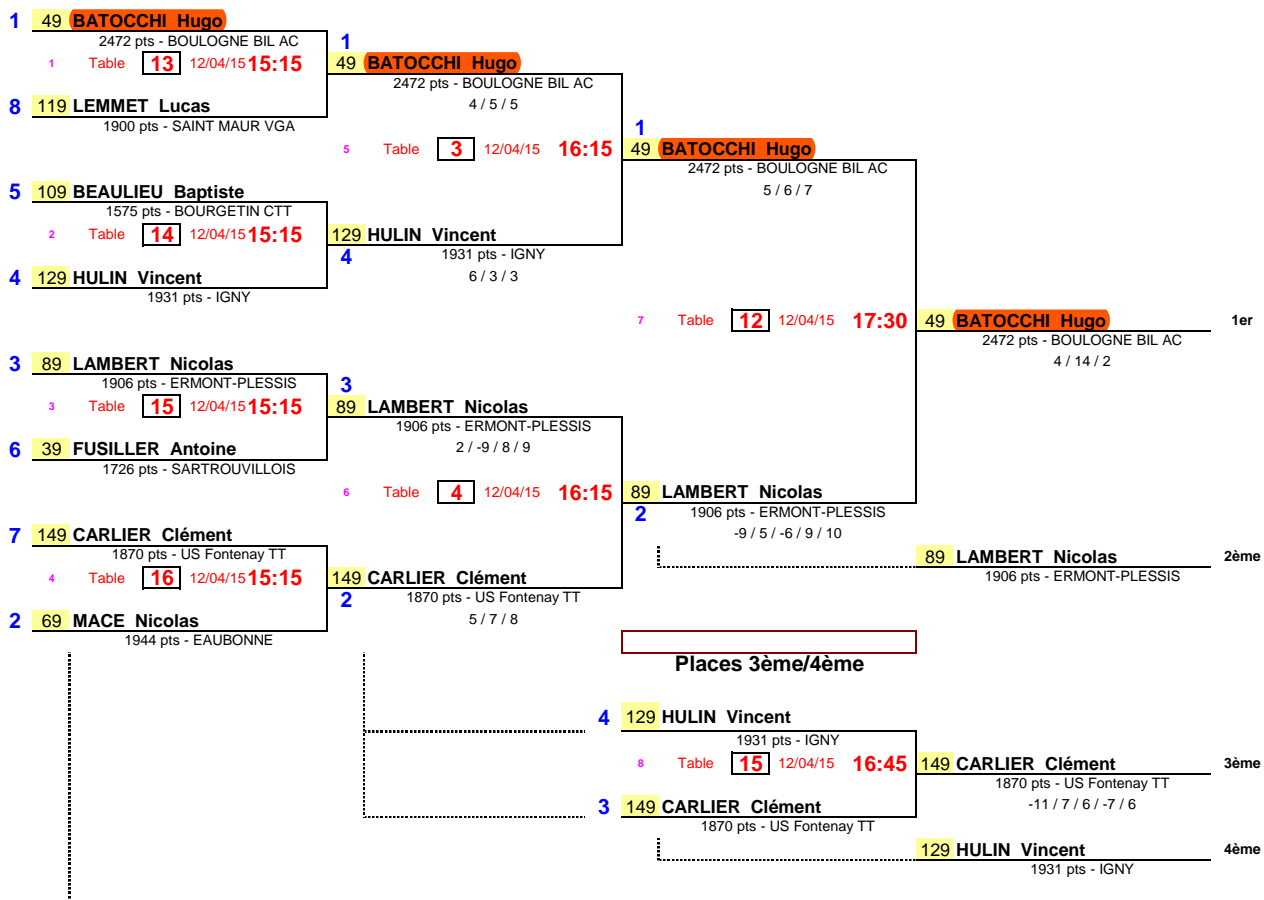 1 49 BATOCCHI Hugo
2472 pts - BOULOGNE BIL AC
1 Table 13 12/04/15 15:15
8 119 LEMMET Lucas
1900 pts - SAINT MAUR VGA
5 109 BEAULIEU Baptiste
1575 pts - BOURGETIN CTT
2 Table 14 12/04/15 15:15
4 129 HULIN Vincent
1931 pts - IGNY
3 89 LAMBERT Nicolas
1906 pts - ERMONT-PLESSIS
3 Table 15 12/04/15 15:15
6 39 FUSILLER Antoine
1726 pts - SARTROUVILLOIS
7 149 CARLIER Clément
1870 pts - US Fontenay TT
4 Table 16 12/04/15 15:15
2 69 MACE Nicolas
1944 pts - EAUBONNE
1
49 BATOCCHI Hugo
2472 pts - BOULOGNE BIL AC
4 / 5 / 5
5 Table 3 12/04/15 16:15
129 HULIN Vincent
4
1931 pts - IGNY
6 / 3 / 3
3
89 LAMBERT Nicolas
1906 pts - ERMONT-PLESSIS
2 / -9 / 8 / 9
6 Table 4 12/04/15 16:15
149 CARLIER Clément
2
1870 pts - US Fontenay TT
5 / 7 / 8
1
49 BATOCCHI Hugo
2472 pts - BOULOGNE BIL AC
5 / 6 / 7
7 Table 12 12/04/15 17:30
89 LAMBERT Nicolas
2
1906 pts - ERMONT-PLESSIS
-9 / 5 / -6 / 9 / 10
49 BATOCCHI Hugo 1er
2472 pts - BOULOGNE BIL AC
4 / 14 / 2
89 LAMBERT Nicolas 2ème
1906 pts - ERMONT-PLESSIS
Places 3ème/4ème
4 129 HULIN Vincent
1931 pts - IGNY
8 Table 15 12/04/15 16:45
3 149 CARLIER Clément
1870 pts - US Fontenay TT
149 CARLIER Clément 3ème
1870 pts - US Fontenay TT
-11 / 7 / 6 / -7 / 6
129 HULIN Vincent 4ème
1931 pts - IGNY